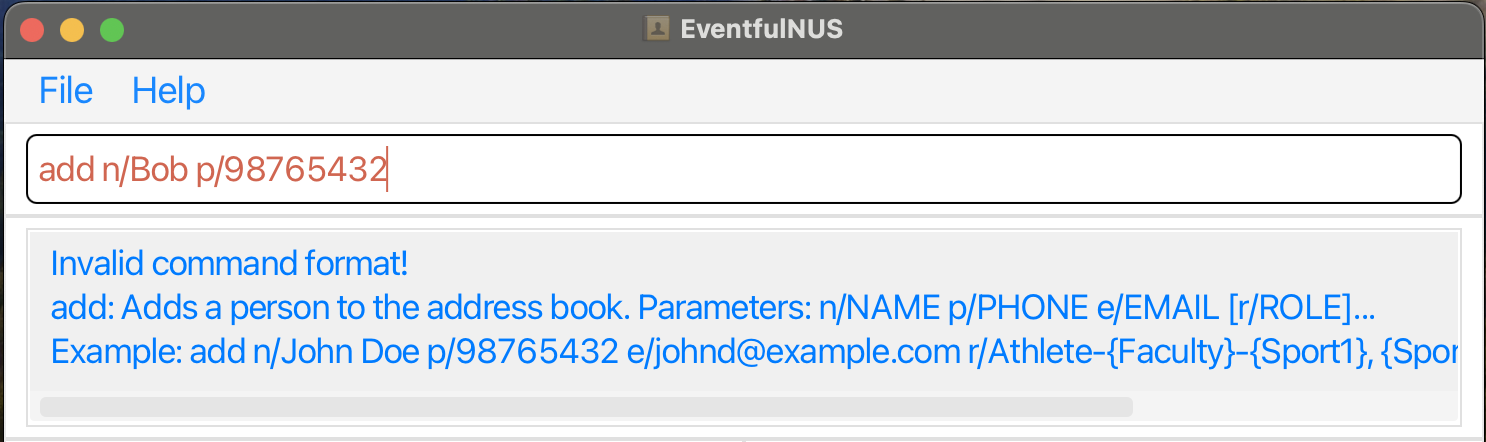 EventfulNUS
File Help
add n/Bob p/98765432
Invalid command format!
add: Adds a person to the address book. Parameters: n/NAME p/PHONE e/EMAIL [r/ROLE]...
Example: add n/John Doe p/98765432 e/johnd@example.com r/Athlete-{Faculty}-{Sport1}, {Spor